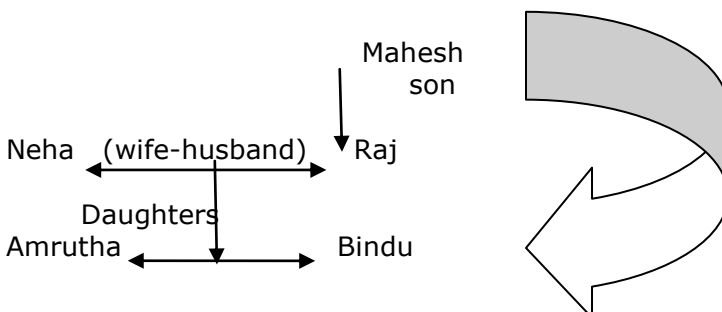 Mahesh
son
Neha (wife-husband) Raj
Daughters
Amrutha Bindu